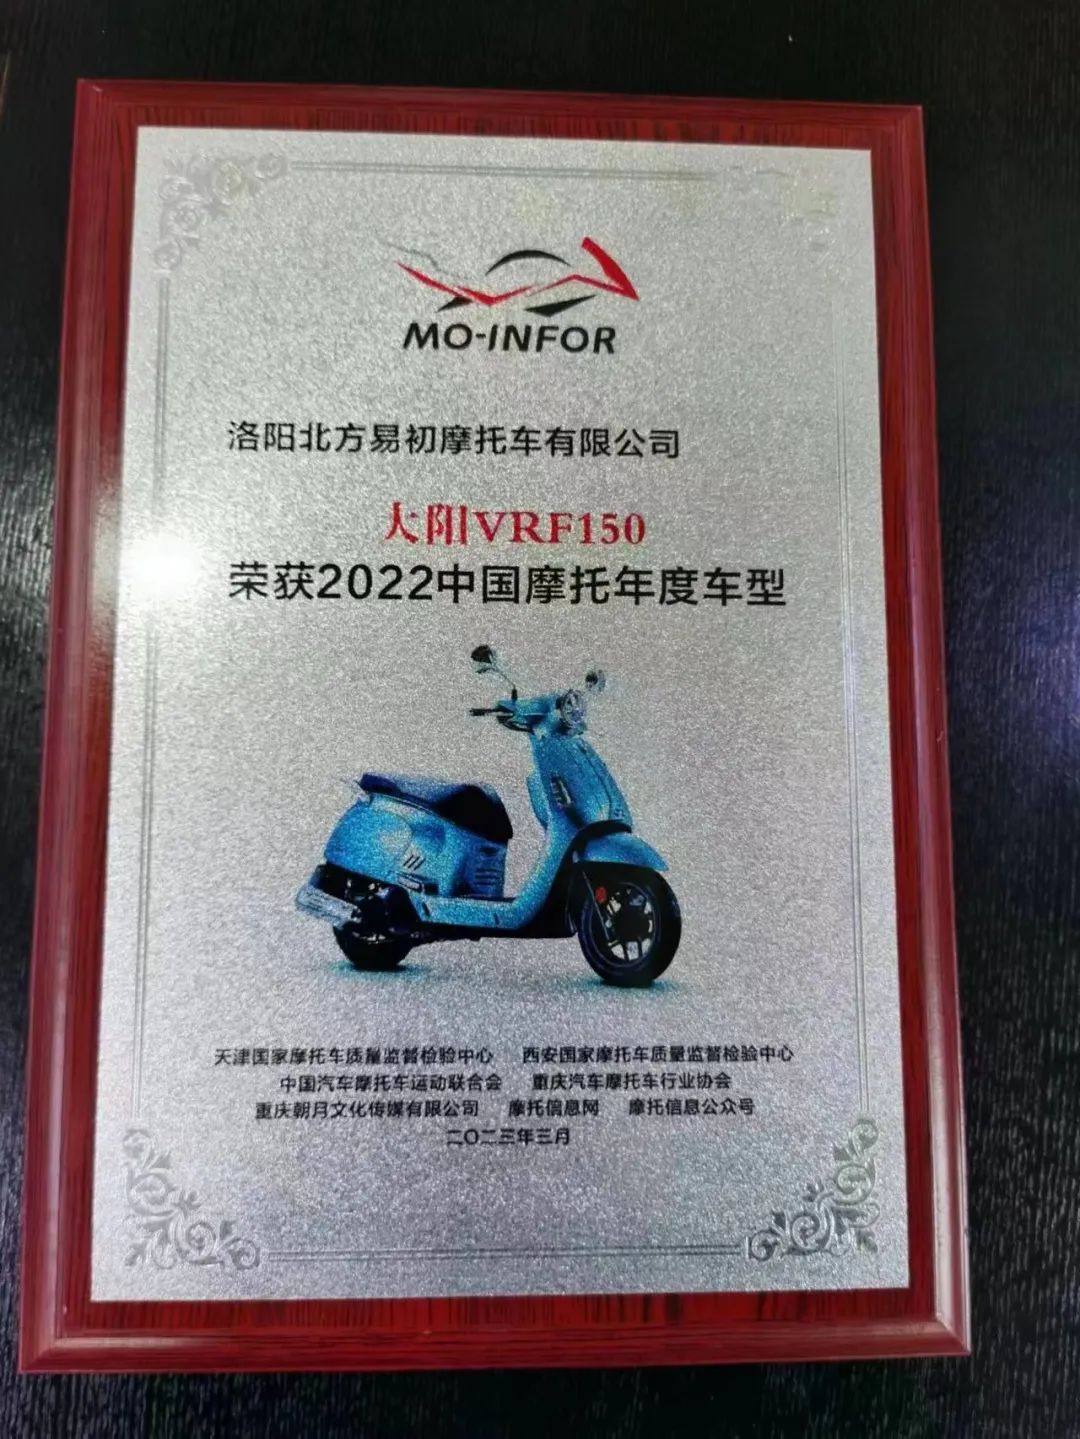 MO-INFOR
洛阳北方易初摩托车有限公司
大阳VRF150
荣获2022中国摩托年度车型
天津国家摩托车质量监督检验中心 西安国家摩托车质量监督检验中心
中国汽车摩托车运动联合会 重庆汽车摩托车行业协会
重庆朝月文化传媒有限公司 摩托信息网 摩托信息公众号
二〇二三年三月